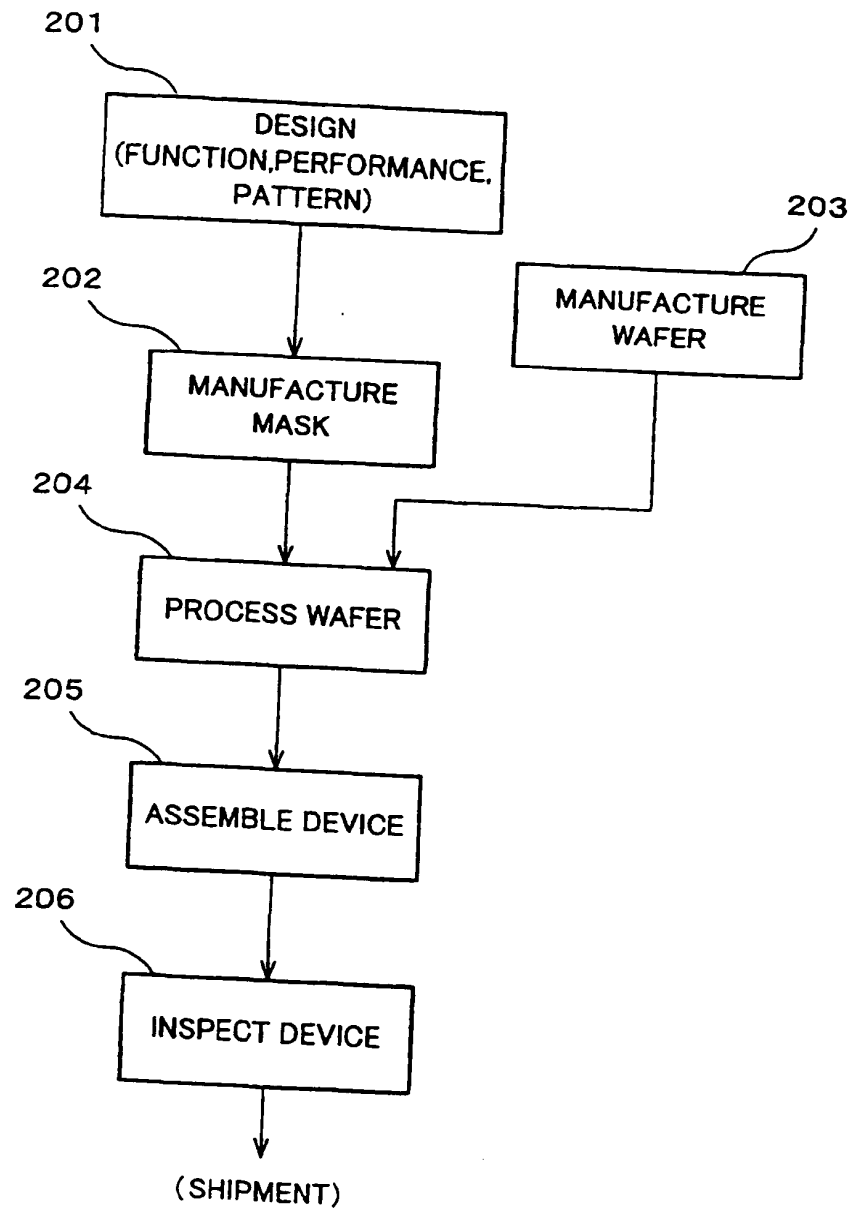 201
DESIGN
(FUNCTION,PERFORMANCE,
PATTERN)
203
202
MANUFACTURE
WAFER
MANUFACTURE
MASK
204
PROCESS WAFER
205
ASSEMBLE DEVICE
206
INSPECT DEVICE
(SHIPMENT)